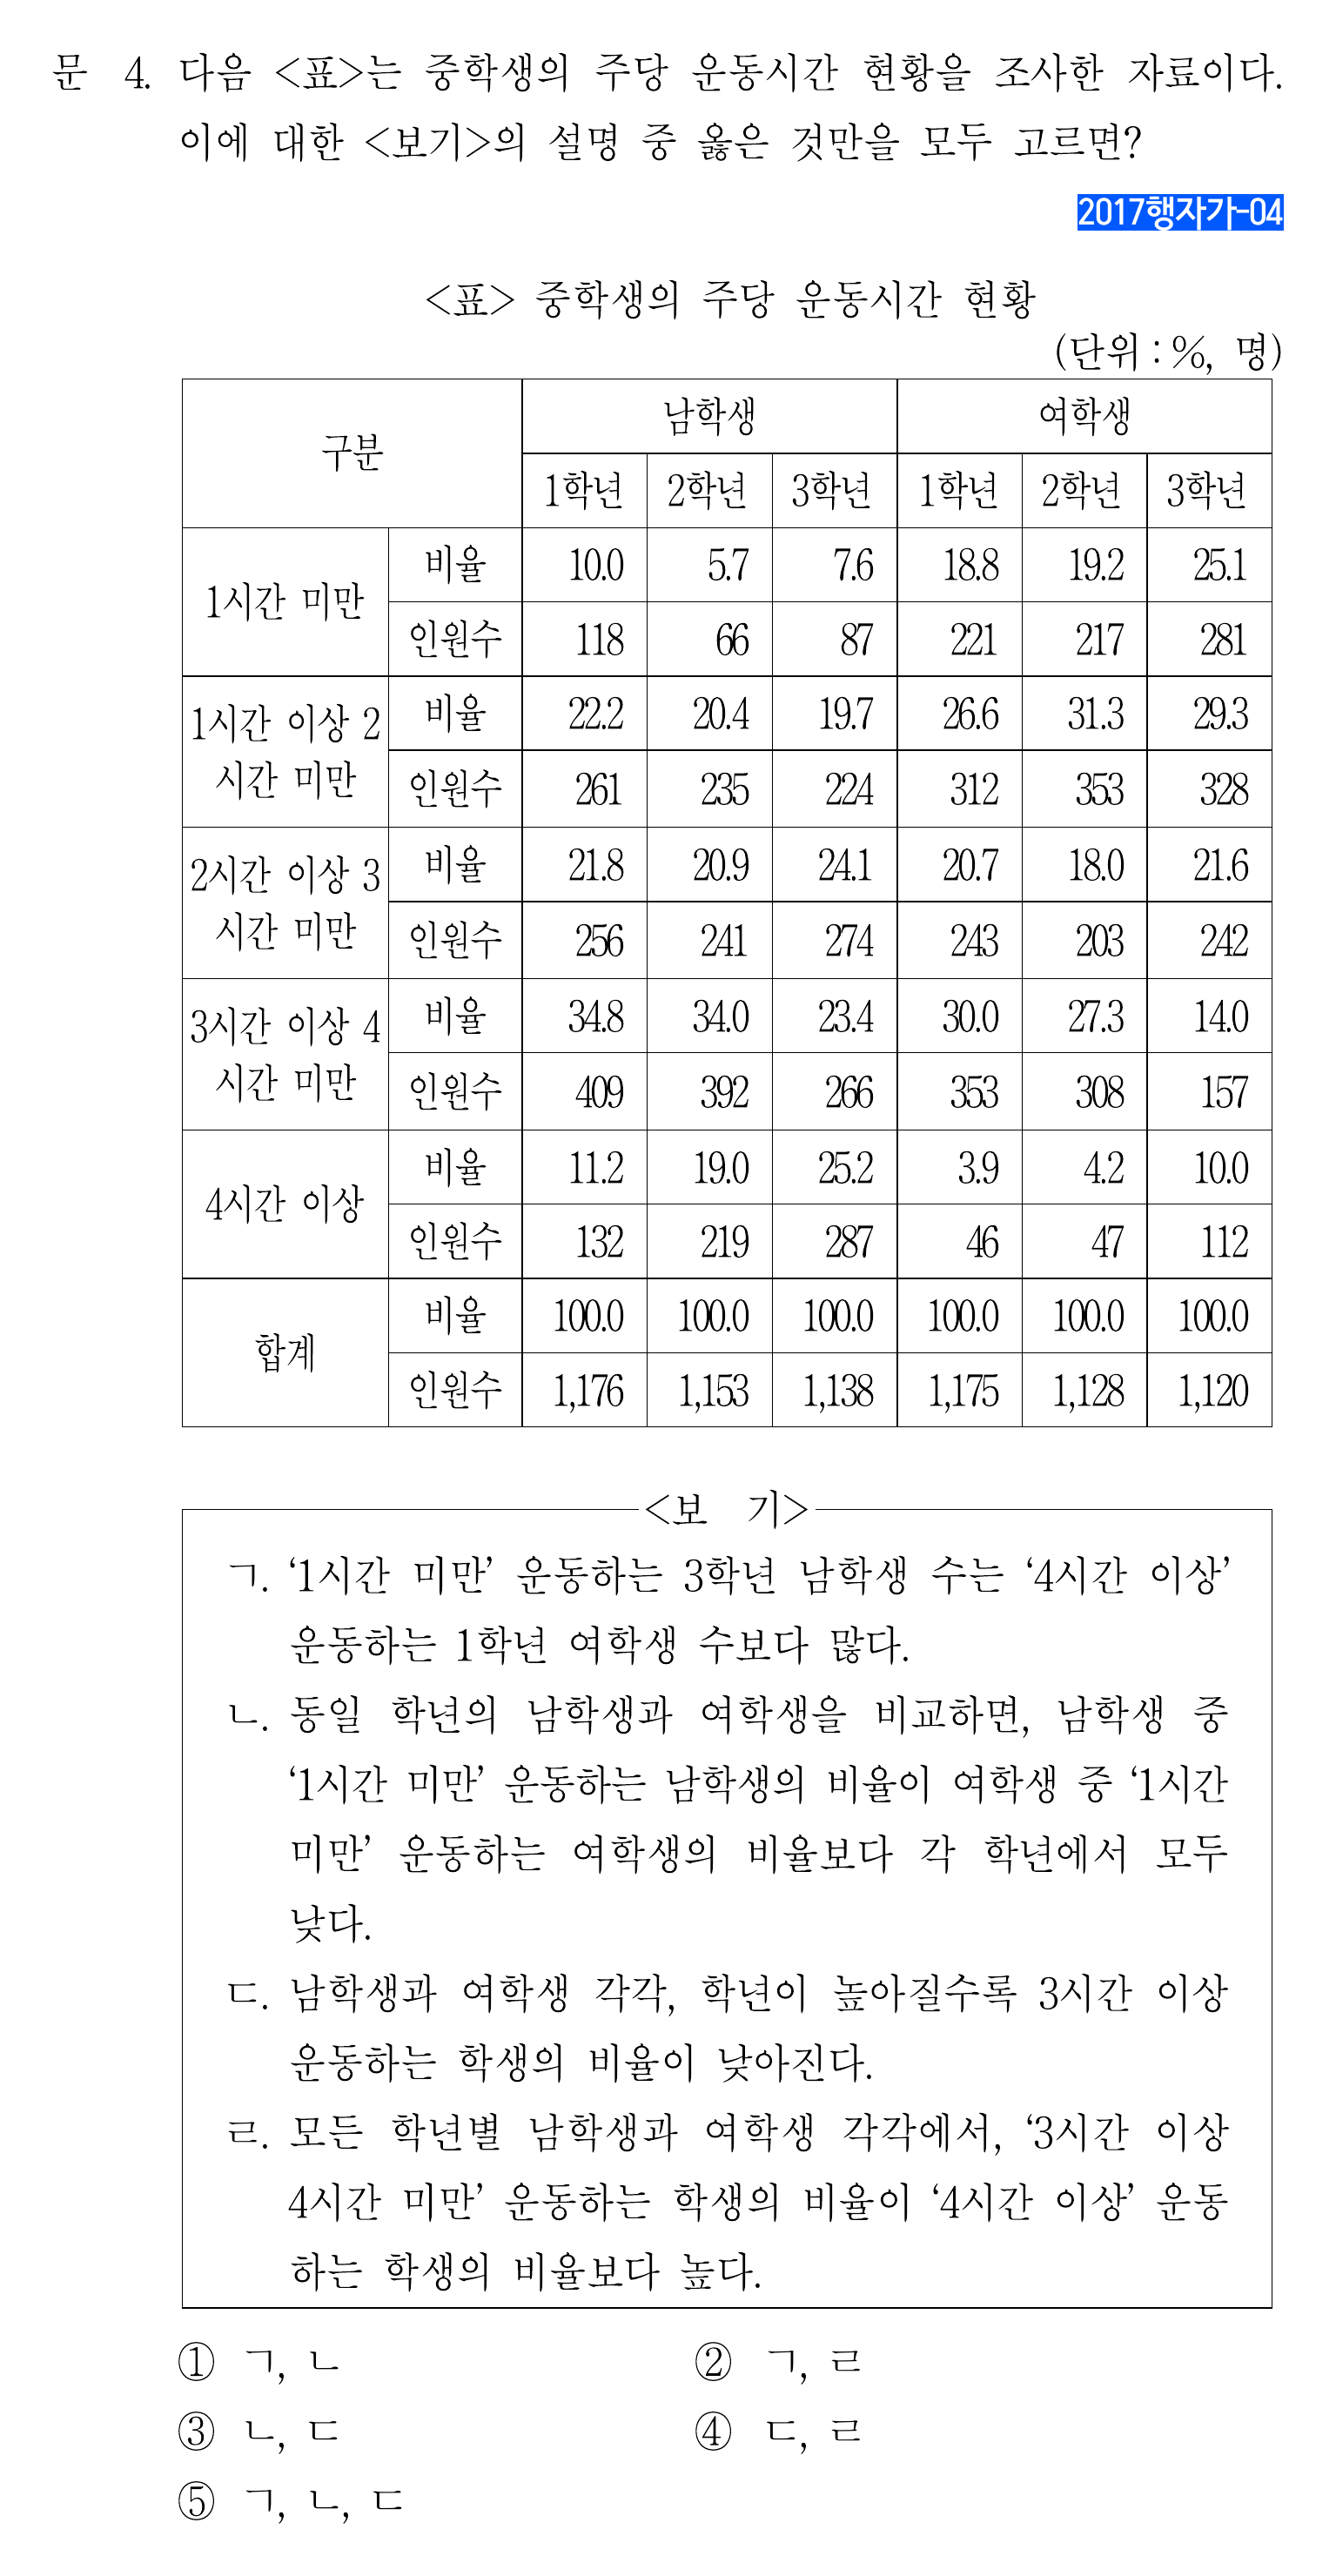 문 4. 다음 <표>는 중학생의 주당 운동시간 현황을 조사한 자료이다.
이에 대한 <보기>의 설명 중 옳은 것만을 모두 고르면?
2017행자가-04
<표> 중학생의 주당 운동시간 현황
(단위 : %, 명)
구분 남학생 여학생
1학년 2학년 3학년 1학년 2학년 3학년
1시간 미만 비율 10.0 5.7 7.6 18.8 19.2 25.1
인원수 118 66 87 221 217 281
1시간 이상 2
시간 미만 비율 22.2 20.4 19.7 26.6 31.3 29.3
인원수 261 235 224 312 353 328
2시간 이상 3
시간 미만 비율 21.8 20.9 24.1 20.7 18.0 21.6
인원수 256 241 274 243 203 242
3시간 이상 4
시간 미만 비율 34.8 34.0 23.4 30.0 27.3 14.0
인원수 409 392 266 353 308 157
4시간 이상 비율 11.2 19.0 25.2 3.9 4.2 10.0
인원수 132 219 287 46 47 112
합계 비율 100.0 100.0 100.0 100.0 100.0 100.0
인원수 1,176 1,153 1,138 1,175 1,128 1,120
<보 기>
ㄱ. ‘1시간 미만’ 운동하는 3학년 남학생 수는 ‘4시간 이상’
운동하는 1학년 여학생 수보다 많다.
ㄴ. 동일 학년의 남학생과 여학생을 비교하면, 남학생 중
‘1시간 미만’ 운동하는 남학생의 비율이 여학생 중 ‘1시간
미만’ 운동하는 여학생의 비율보다 각 학년에서 모두
낮다.
ㄷ. 남학생과 여학생 각각, 학년이 높아질수록 3시간 이상
운동하는 학생의 비율이 낮아진다.
ㄹ. 모든 학년별 남학생과 여학생 각각에서, ‘3시간 이상
4시간 미만’ 운동하는 학생의 비율이 ‘4시간 이상’ 운동
하는 학생의 비율보다 높다.
① ㄱ, ㄴ ② ㄱ, ㄹ
③ ㄴ, ㄷ ④ ㄷ, ㄹ
⑤ ㄱ, ㄴ, ㄷ